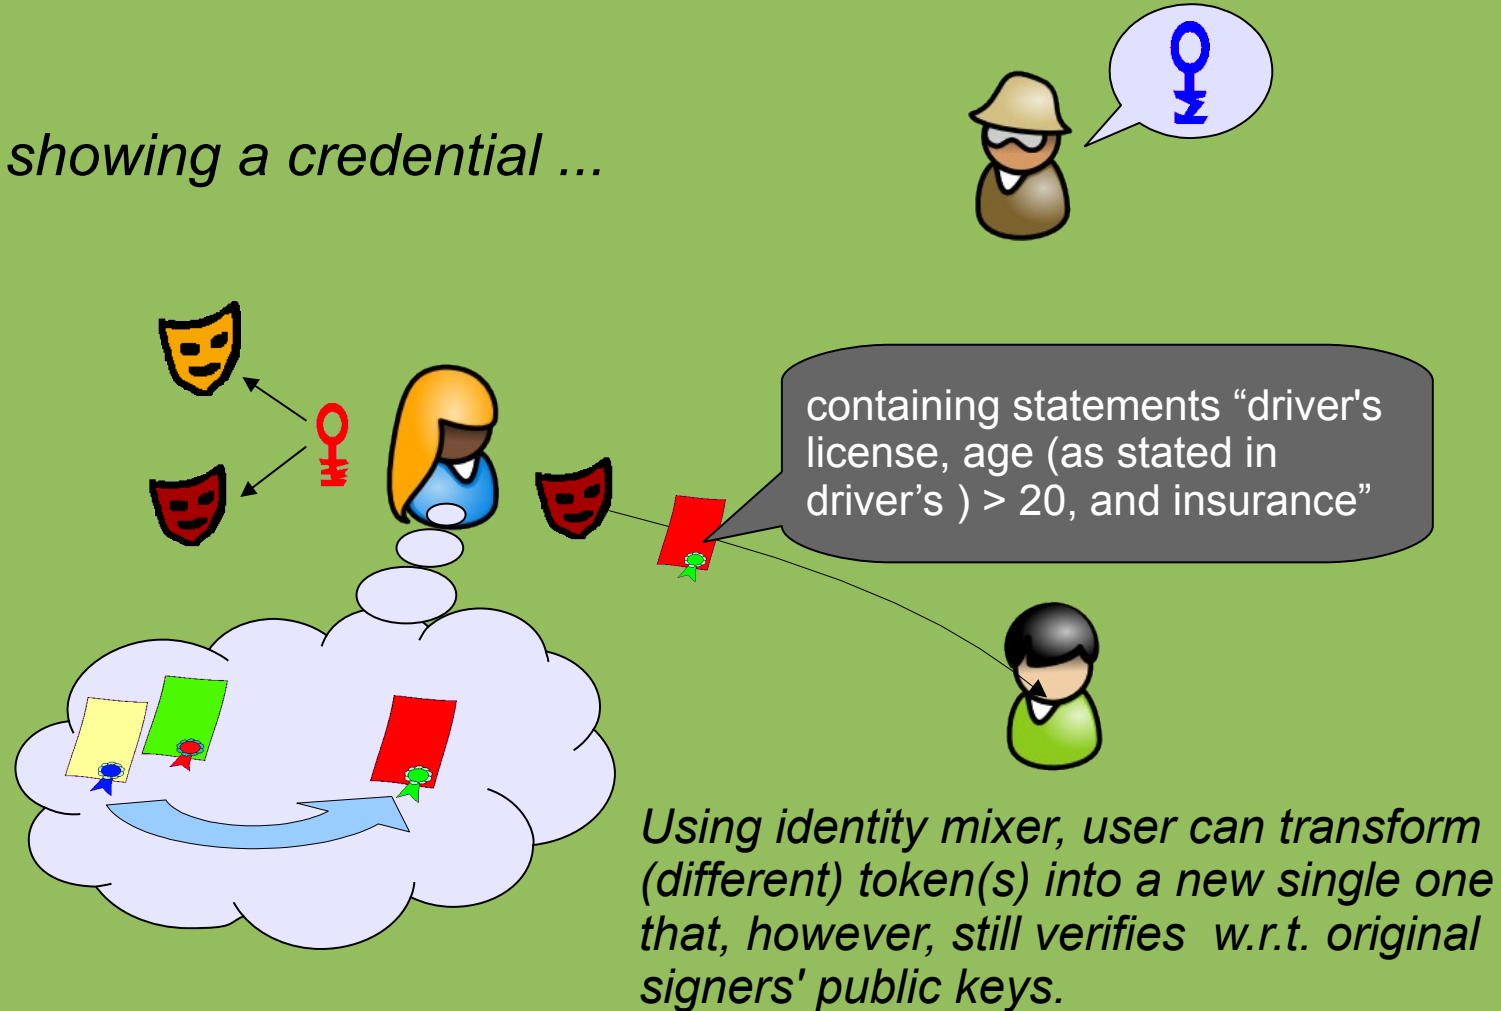 showing a credential ...
containing statements “driver's
license, age (as stated in
driver’s ) > 20, and insurance”
Using identity mixer, user can transform
(different) token(s) into a new single one
that, however, still verifies  w.r.t. original
signers' public keys.